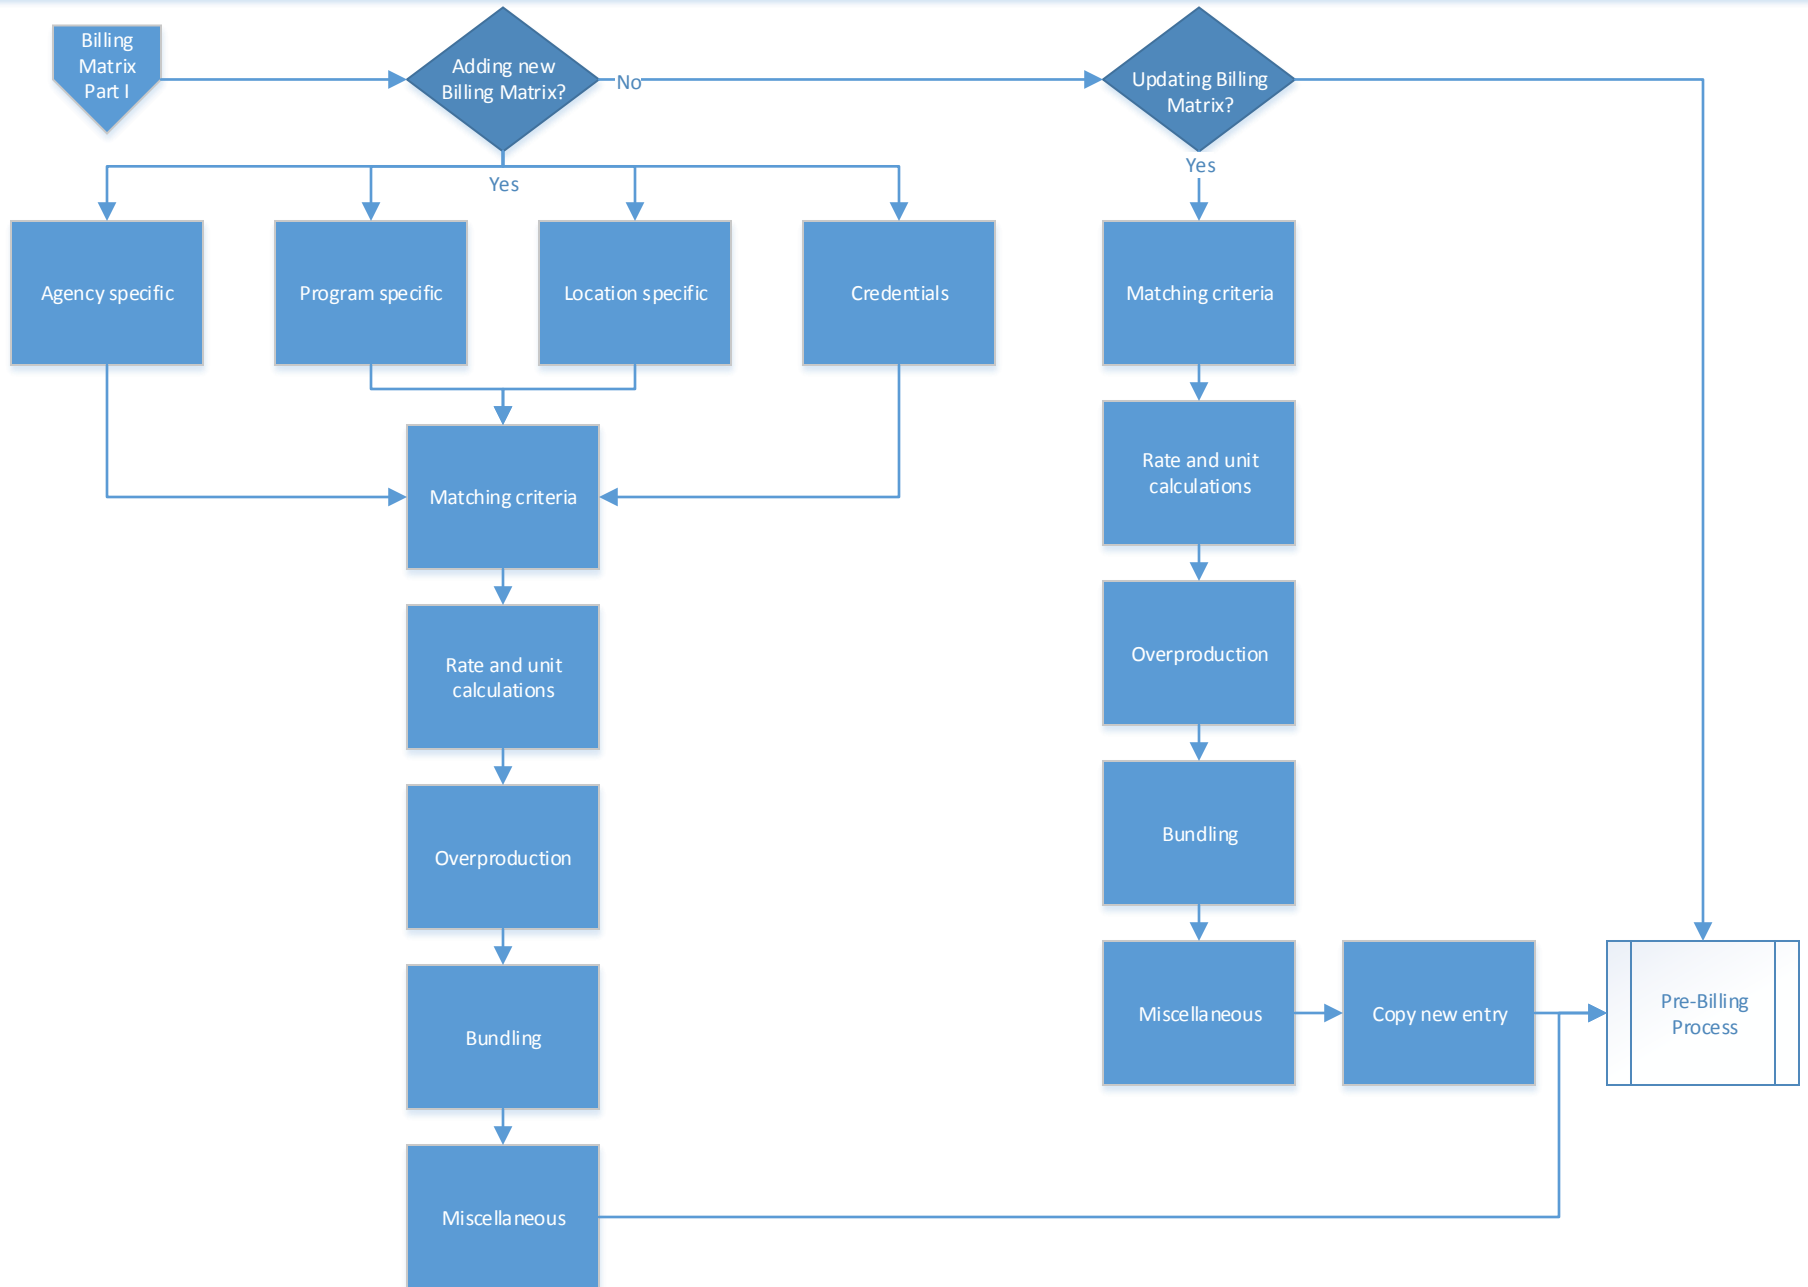 Billing
Matrix
Part I
Adding new
Billing Matrix?
No
Updating Billing
Matrix?
Yes
Yes
Agency specific
Program specific
Location specific
Credentials
Matching criteria
Matching criteria
Rate and unit
calculations
Rate and unit
calculations
Overproduction
Overproduction
Bundling
Bundling
Miscellaneous
Copy new entry
Pre-Billing
Process
Miscellaneous